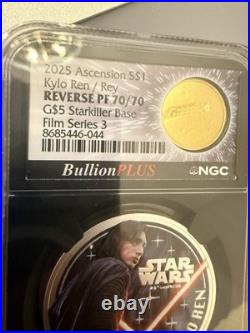 2025 Ascension S$1
Kylo Ren / Rey
REVERSE PF 70/70
G$5 Starkiller Base
Film Series 3
8685446-044
BullionPLUS
NGC
STAR
WARS
O REN